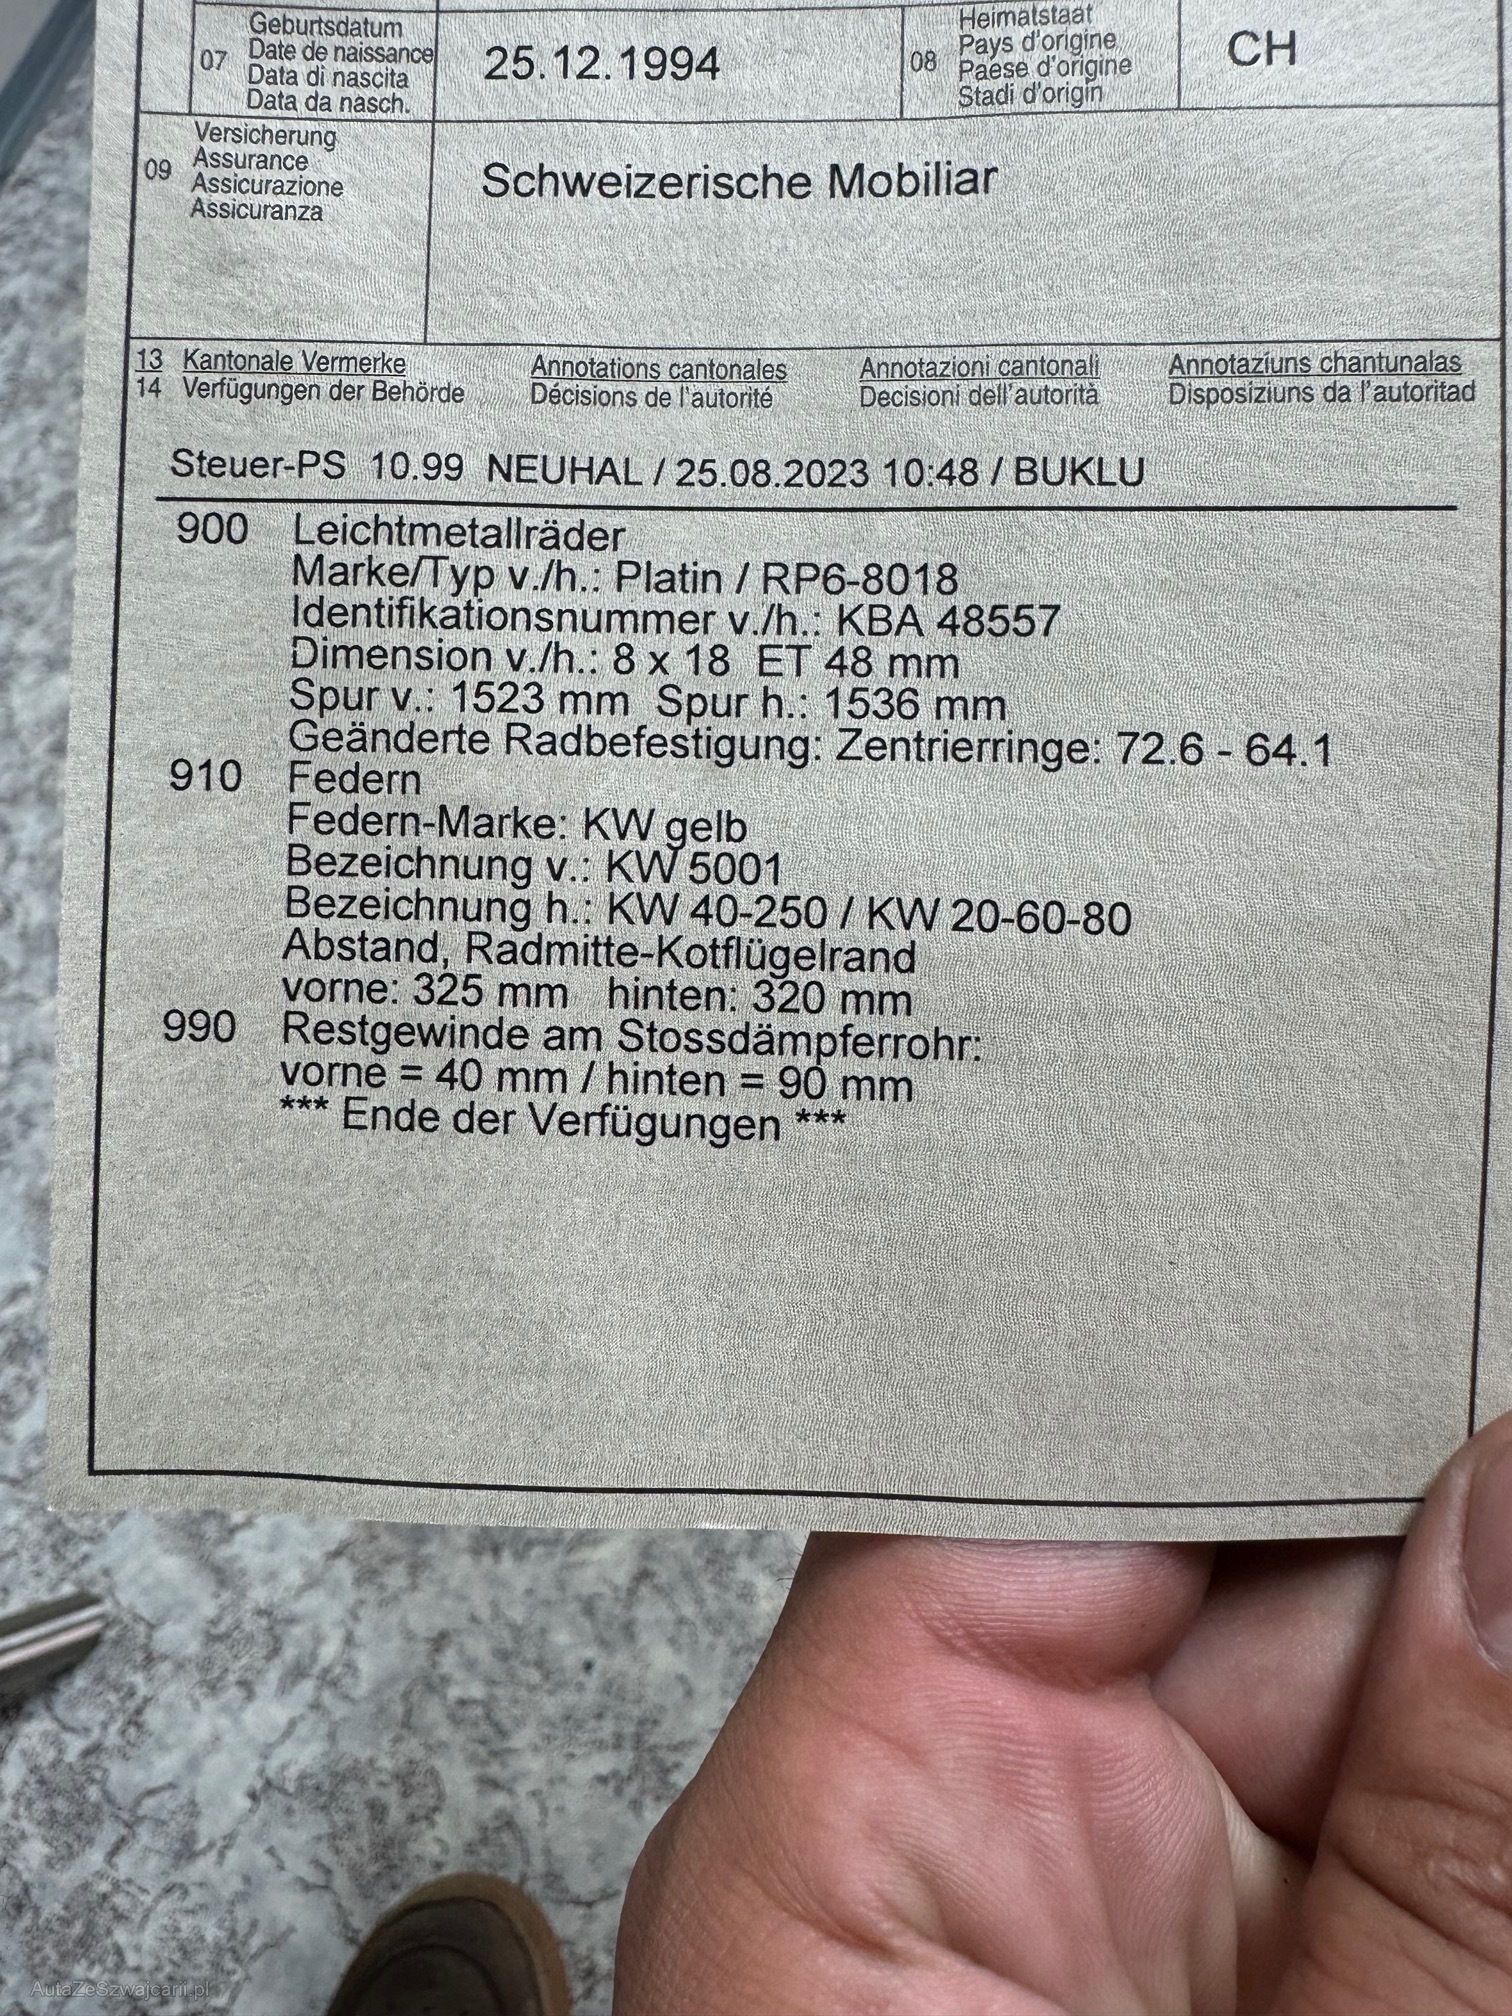 07 Geburtsdatum
Date de naissance
Data di nascita
Data da nasch.
25.12.1994
08 Heimatstaat
Pays d'origine
Paese d'origine
Stadi d'origin
CH
09 Versicherung
Assurance
Assicurazione
Assicuranza
Schweizerische Mobiliar
13 Kantonale Vermerke Annotations cantonales Annotazioni cantonali Annotaziuns chantunalas
14 Verfügungen der Behörde Décisions de l'autorité Decisioni dell'autorità Disposiziuns da l'autoritad
Steuer-PS 10.99 NEUHAL / 25.08.2023 10:48 / BUKLU
900 Leichtmetallräder
Marke/Typ v./h.: Platin / RP6-8018
Identifikationsnummer v./h.: KBA 48557
Dimension v./h.: 8 x 18 ET 48 mm
Spur v.: 1523 mm Spur h.: 1536 mm
Geänderte Radbefestigung: Zentrierringe: 72.6 - 64.1
910 Federn
Federn-Marke: KW gelb
Bezeichnung v.: KW 5001
Bezeichnung h.: KW 40-250 / KW 20-60-80
Abstand, Radmitte-Kotflügelrand
vorne: 325 mm hinten: 320 mm
990 Restgewinde am Stossdämpferrohr:
vorne = 40 mm / hinten = 90 mm
*** Ende der Verfügungen ***
AutaZeSzwajcarii.pl